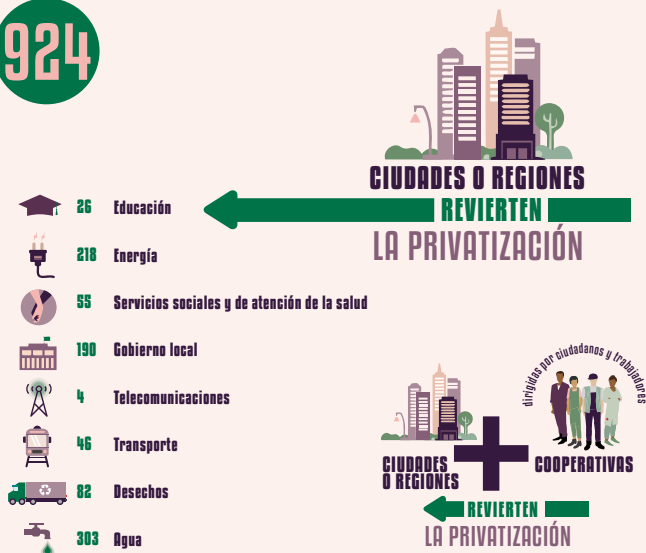 924
CIUDADES O REGIONES
REVIERTEN
LA PRIVATIZACIÓN
26 Educación
218 Energía
55 Servicios sociales y de atención de la salud
190 Gobierno local
4 Telecomunicaciones
46 Transporte
82 Desechos
303 Agua
dirigidas por ciudadanos y trabajadores
CIUDADES
O REGIONES
COOPERATIVAS
REVIERTEN
LA PRIVATIZACIÓN